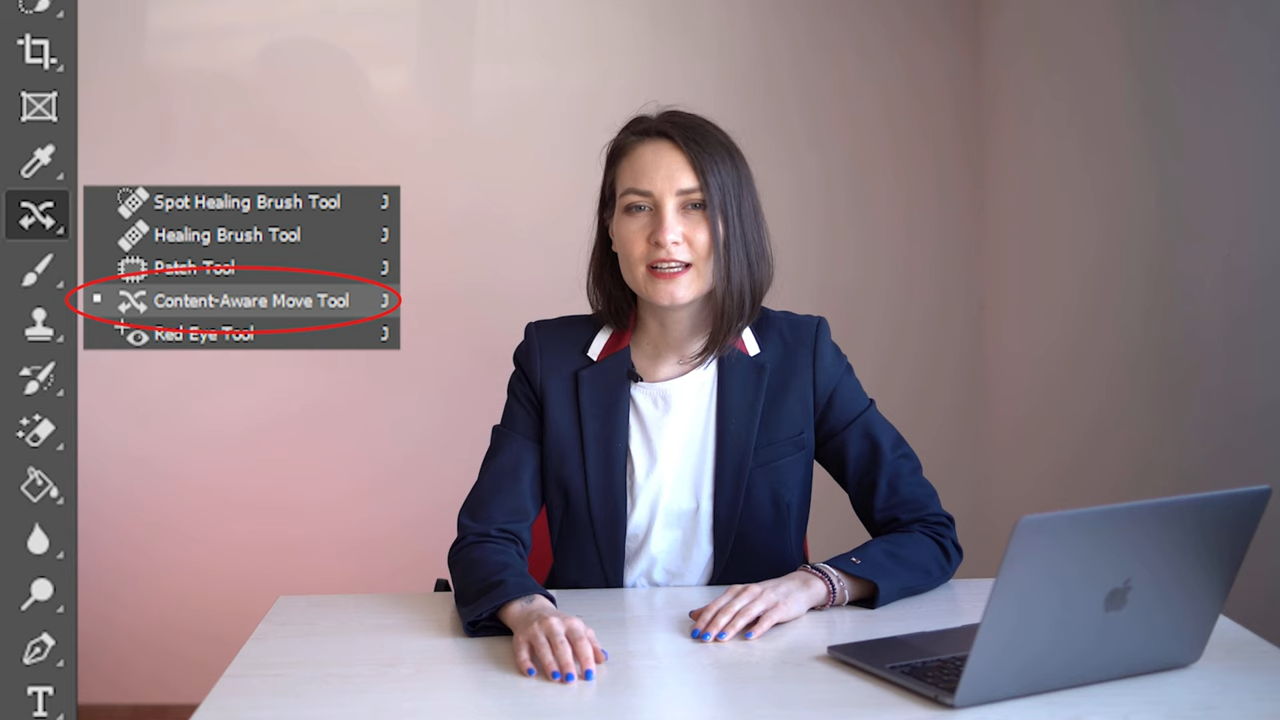 Spot Healing Brush Tool J
Healing Brush Tool J
Patch Tool J
Content-Aware Move Tool J
Red Eye Tool J
T